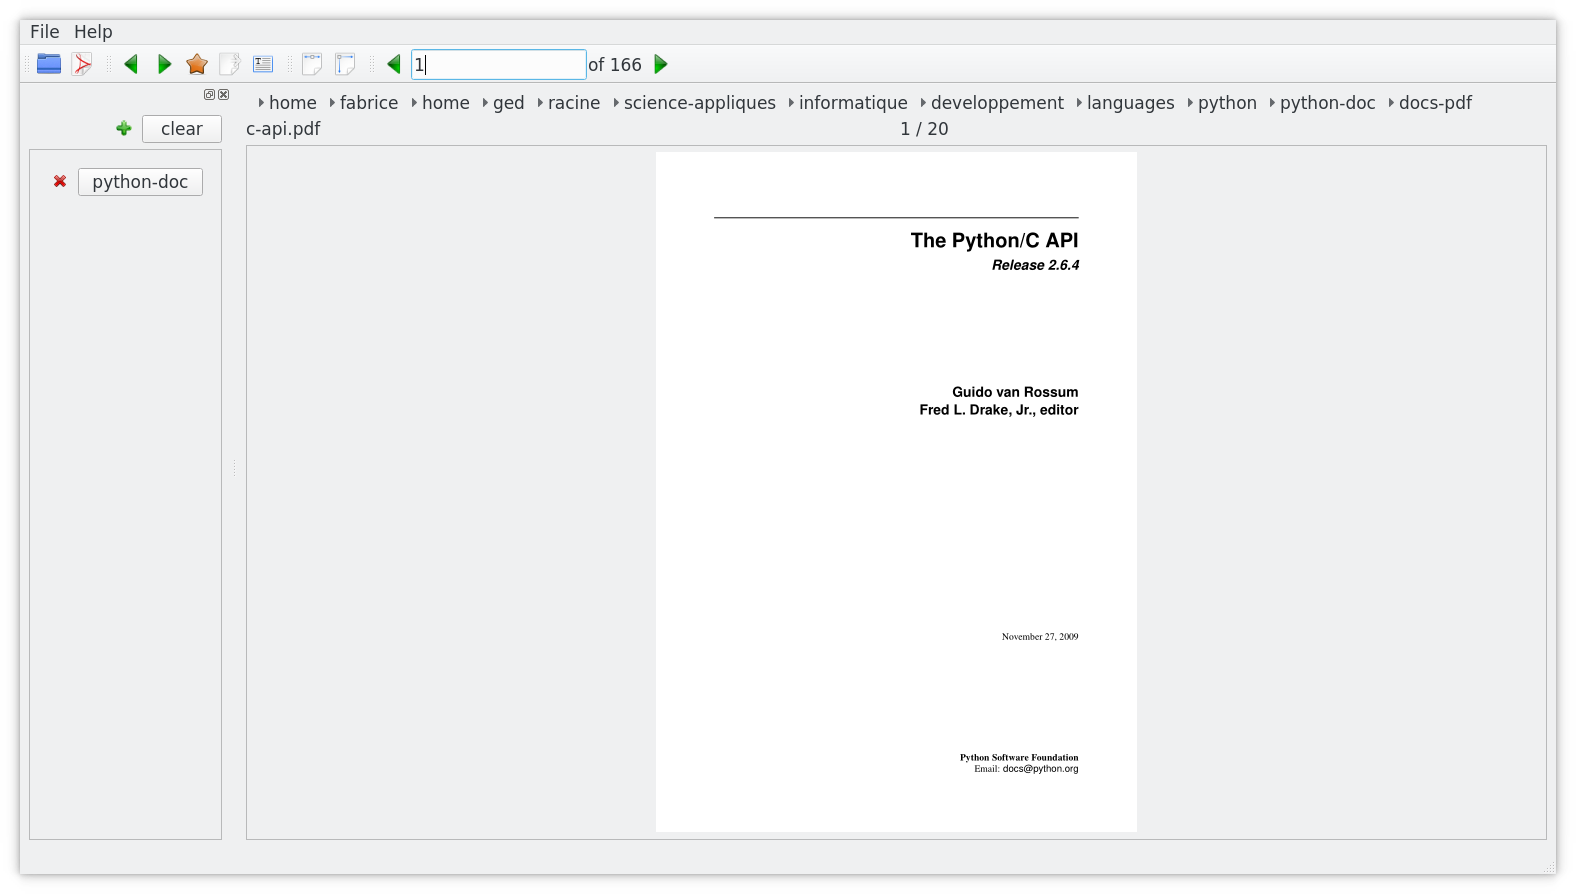 File Help
1 of 166
home fabrice home ged racine science-appliques informatique developpement languages python python-doc docs-pdf
clear
c-api.pdf 1 / 20
python-doc
The Python/C API
Release 2.6.4
Guido van Rossum
Fred L. Drake, Jr., editor
November 27, 2009
Python Software Foundation
Email: docs@python.org